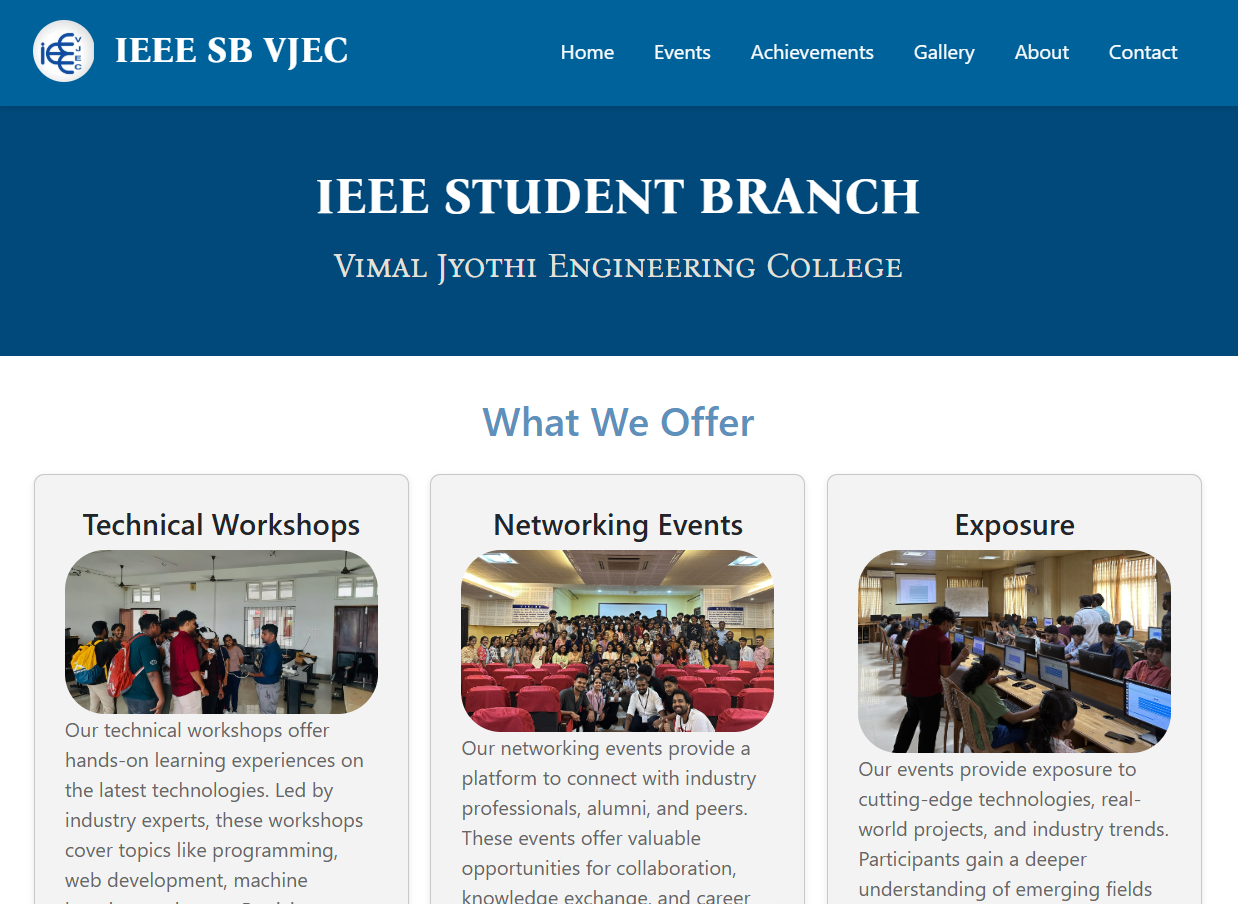 IEEE VJEC
IEEE SB VJEC
Home Events Achievements Gallery About Contact
IEEE STUDENT BRANCH
Vimal Jyothi Engineering College
What We Offer
Technical Workshops
Our technical workshops offer
hands-on learning experiences on
the latest technologies. Led by
industry experts, these workshops
cover topics like programming,
web development, machine
Networking Events
VISION
MISSION
Our networking events provide a
platform to connect with industry
professionals, alumni, and peers.
These events offer valuable
opportunities for collaboration,
knowledge exchange, and career
Exposure
Our events provide exposure to
cutting-edge technologies, real-
world projects, and industry trends.
Participants gain a deeper
understanding of emerging fields